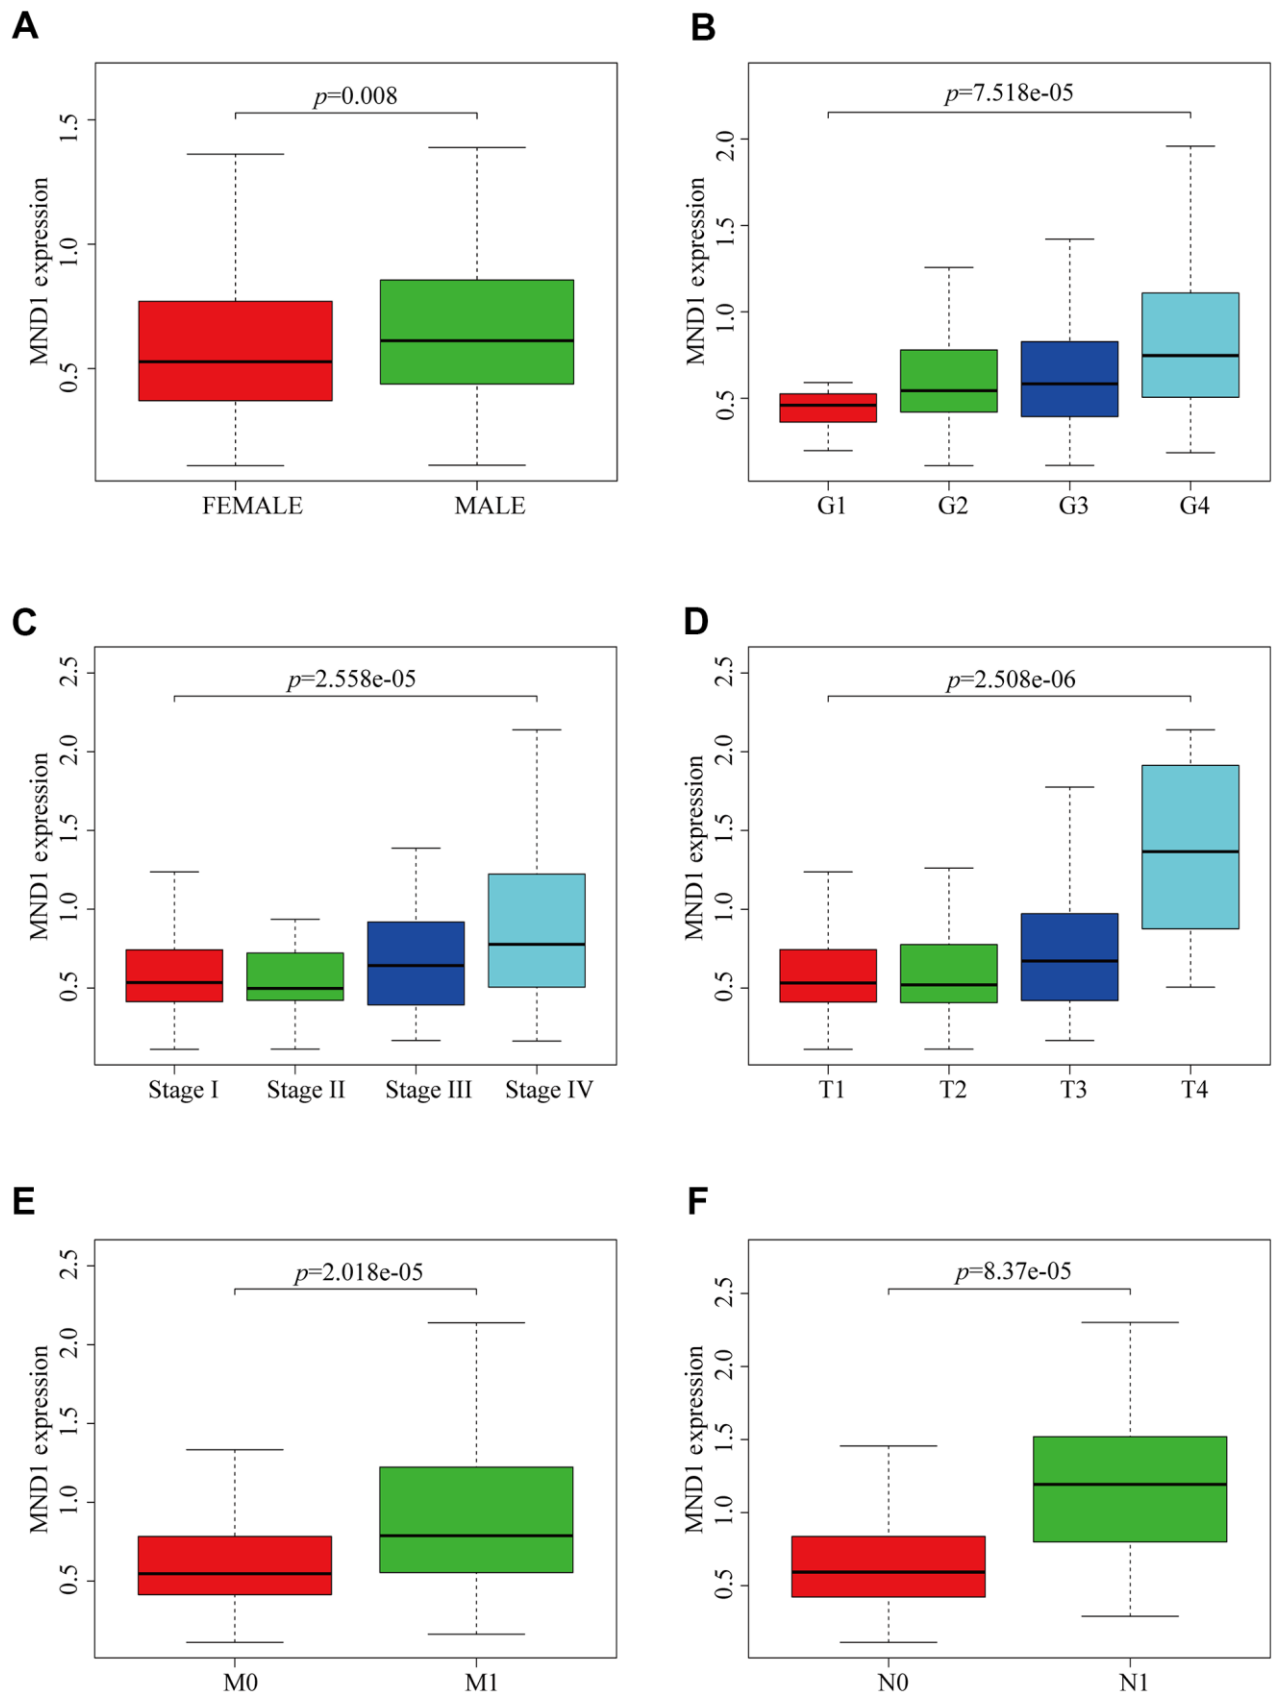 A
p=0.008
MND1 expression
1.5
1.0
0.5
FEMALE MALE
B
p=7.518e-05
MND1 expression
2.0
1.5
1.0
0.5
G1 G2 G3 G4
C
p=2.558e-05
MND1 expression
2.5
2.0
1.5
1.0
0.5
Stage I Stage II Stage III Stage IV
D
p=2.508e-06
MND1 expression
2.5
2.0
1.5
1.0
0.5
T1 T2 T3 T4
E
p=2.018e-05
MND1 expression
2.5
2.0
1.5
1.0
0.5
M0 M1
F
p=8.37e-05
MND1 expression
2.5
2.0
1.5
1.0
0.5
N0 N1